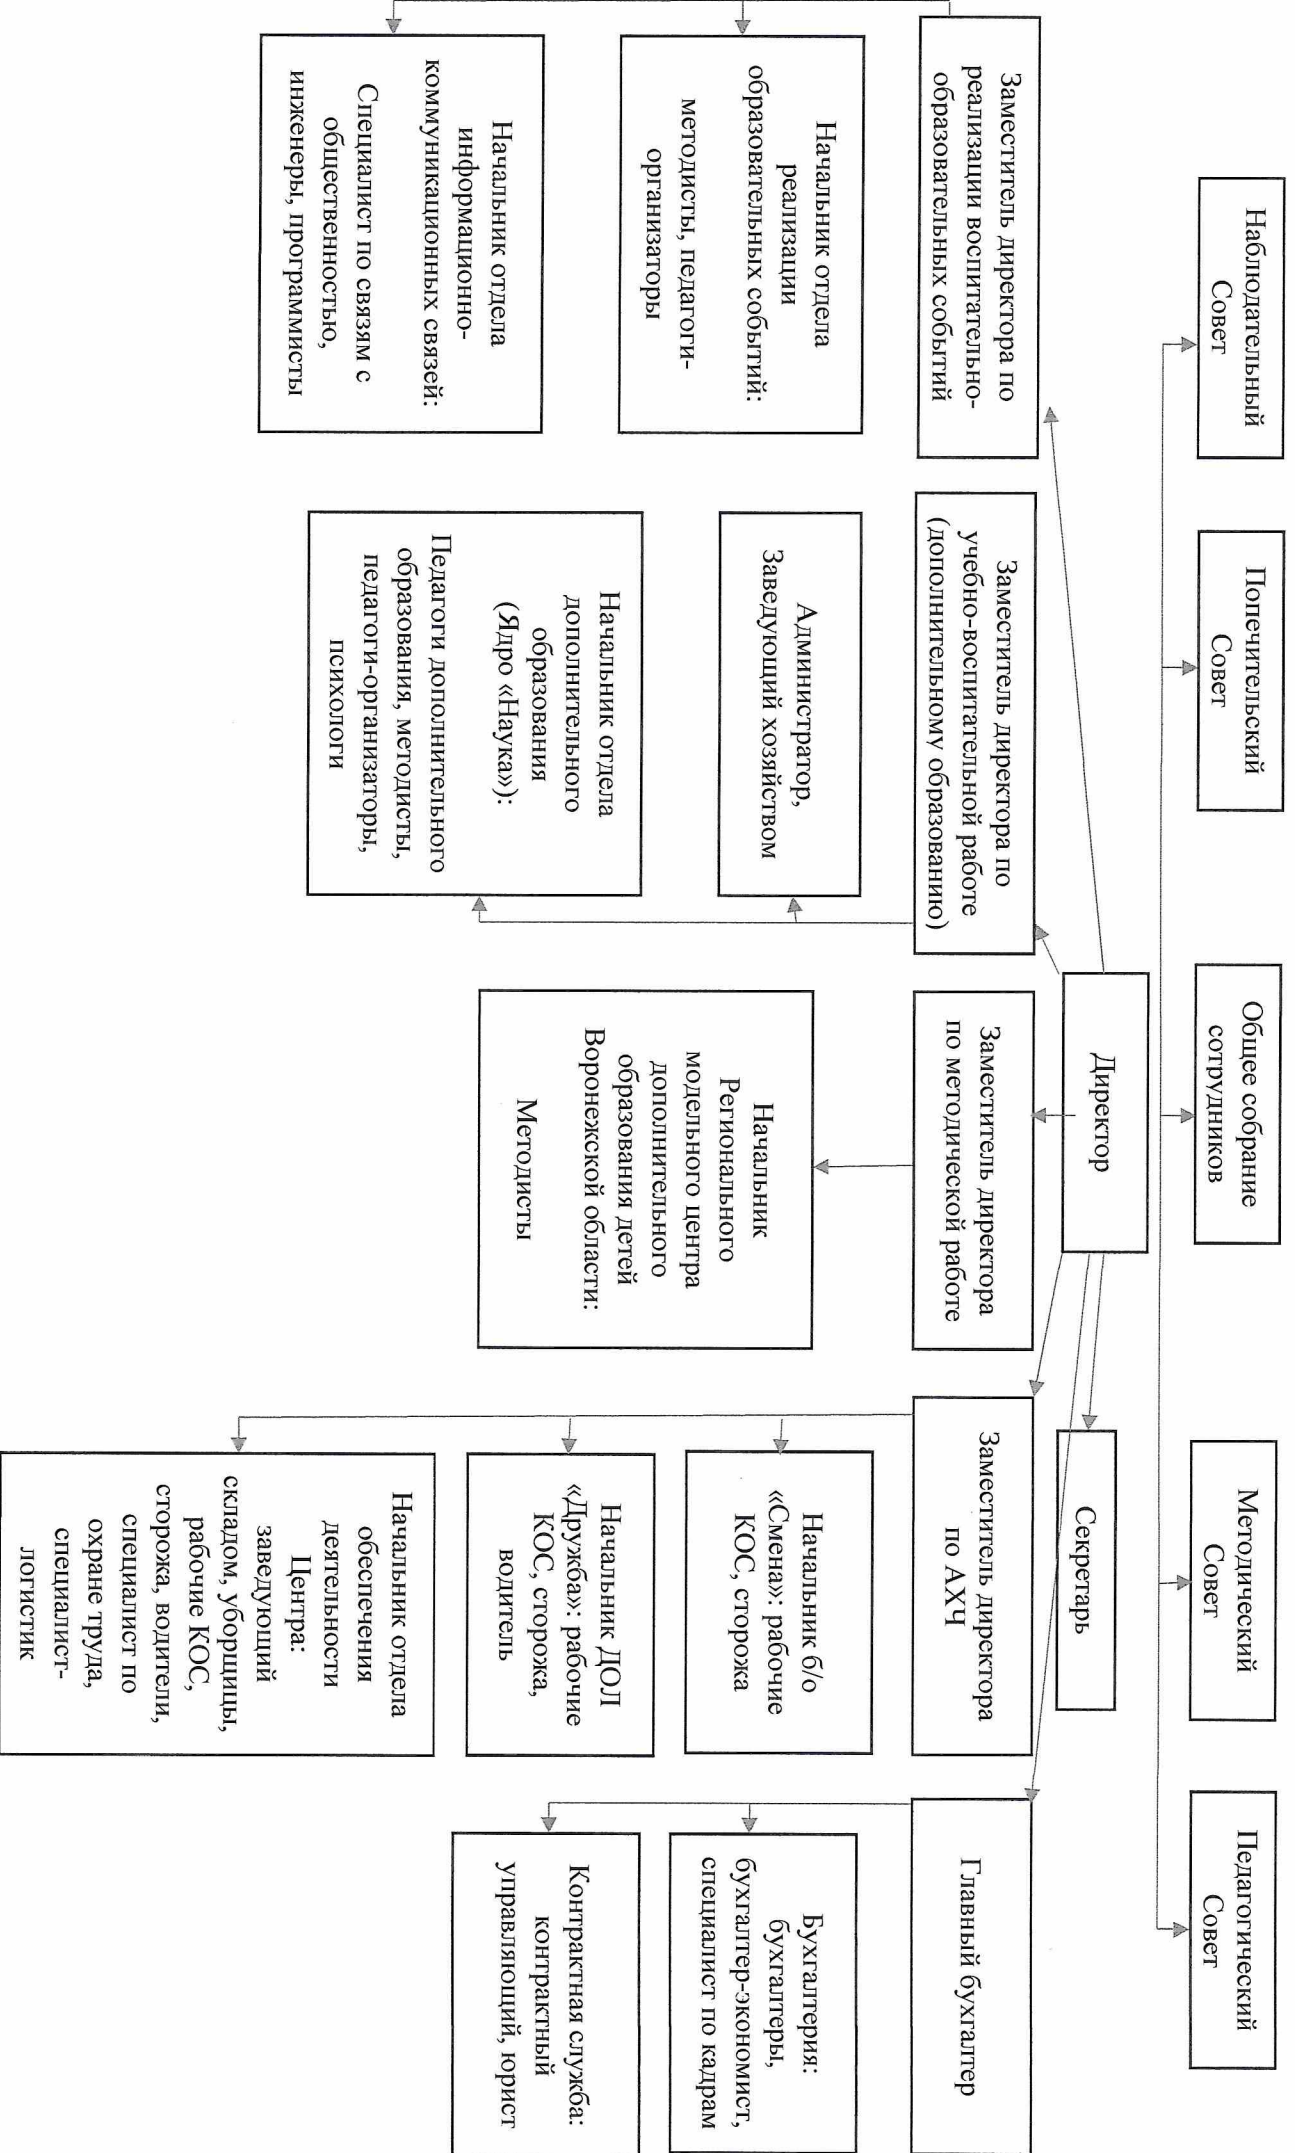 Наблюдательный
Совет
Попечительский
Совет
Общее собрание
сотрудников
Методический
Совет
Педагогический
Совет
Директор
Секретарь
Заместитель директора по
реализации воспитательно-
образовательных событий
Заместитель директора по
учебно-воспитательной работе
(дополнительному образованию)
Заместитель директора
по методической работе
Заместитель директора
по АХЧ
Главный бухгалтер
Начальник отдела
реализации
образовательных событий:
методисты, педагоги-
организаторы
Начальник отдела
информационно-
коммуникационных связей:
Специалист по связям с
общественностью,
инженеры, программисты
Администратор,
Заведующий хозяйством
Начальник отдела
дополнительного
образования
(Ядро «Наука»):
Педагоги дополнительного
образования, методисты,
педагоги-организаторы,
психологи
Начальник
Регионального
модельного центра
дополнительного
образования детей
Воронежской области:
Методисты
Начальник б/о
«Смена»: рабочие
КОС, сторожа
Начальник ДОЛ
«Дружба»: рабочие
КОС, сторожа,
водитель
Начальник отдела
обеспечения
деятельности
Центра:
заведующий
складом, уборщицы,
рабочие КОС,
сторожа, водители,
специалист по
охране труда,
специалист-
логистик
Бухгалтерия:
бухгалтеры,
бухгалтер-экономист,
специалист по кадрам
Контрактная служба:
контрактный
управляющий, юрист